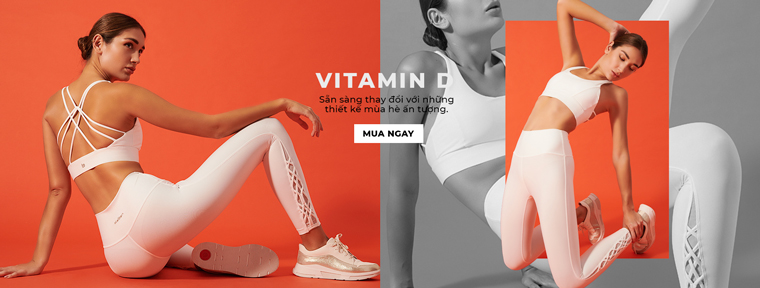 VITAMIN D
Sẵn sàng thay đổi với những
thiết kế mùa hè ấn tượng.
MUA NGAY